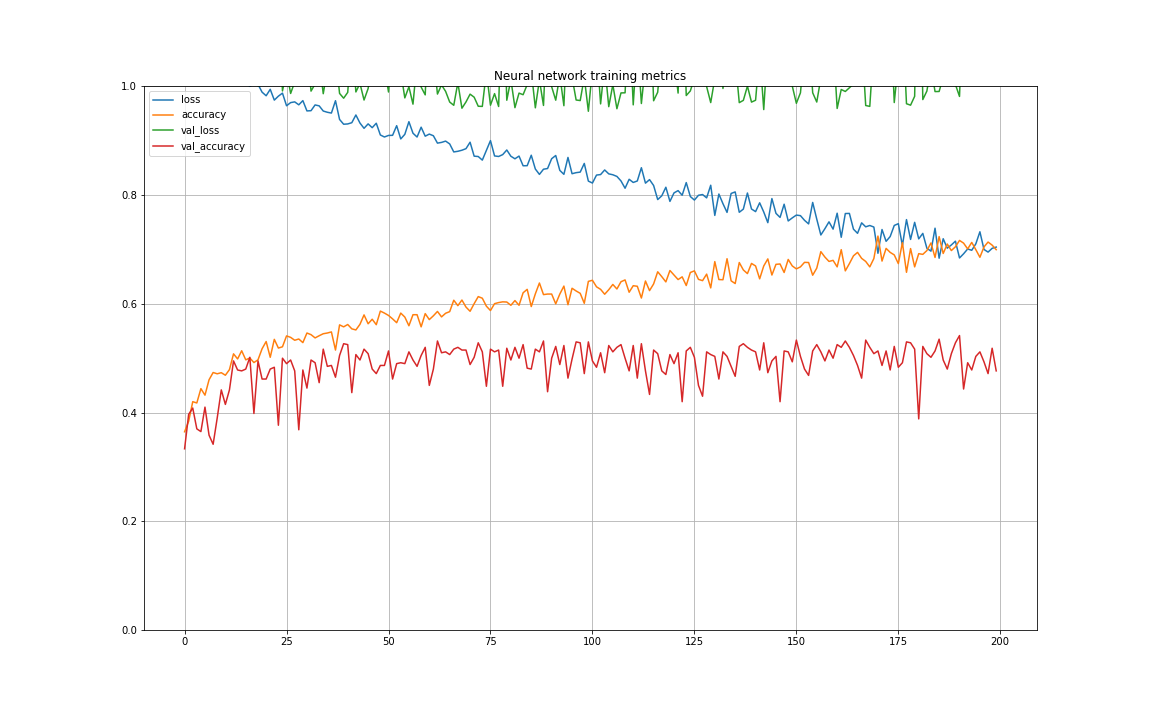 Neural network training metrics
1.0
loss
accuracy
val_loss
val_accuracy
0.8
0.6
0.4
0.2
0.0
0 25 50 75 100 125 150 175 200